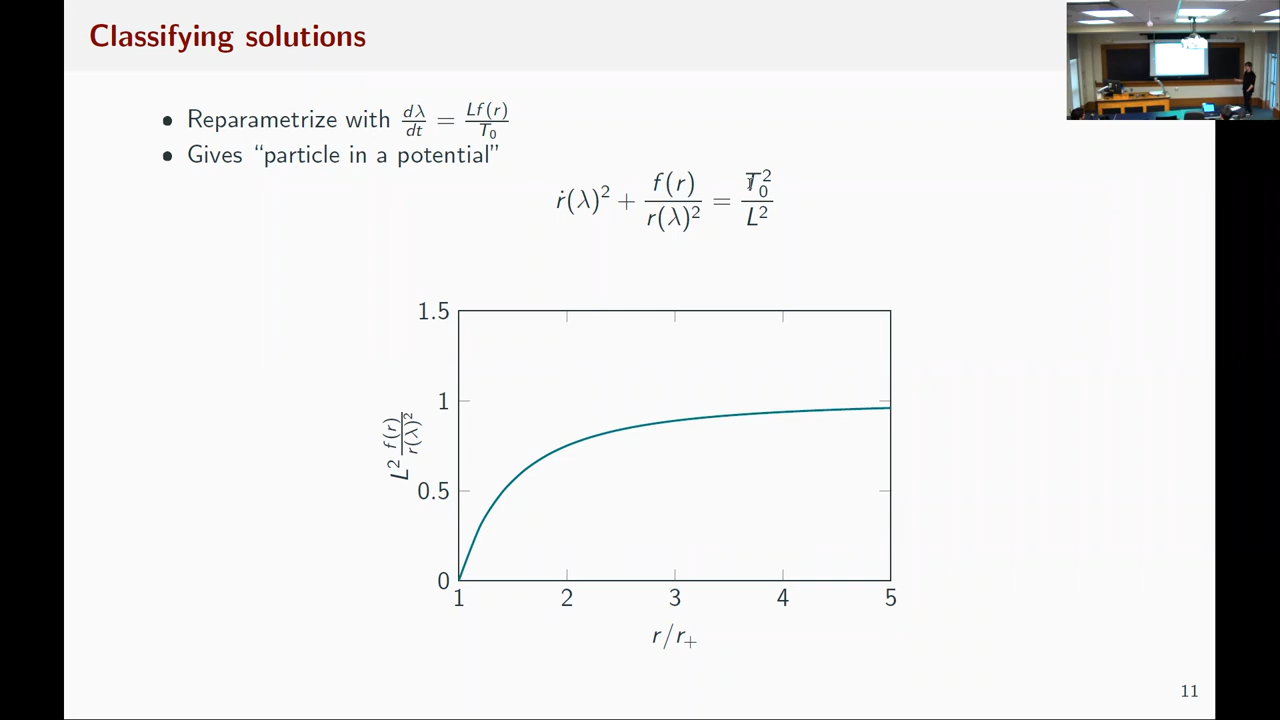 Classifying solutions
• Reparametrize with dλ/dt = Lf(r)/T₀
• Gives “particle in a potential”
ṙ(λ)² + f(r)/r(λ)² = T₀²/L²
1.5
1
0.5
0
L² f(r)/r(λ)²
1 2 3 4 5
r/r₊
11